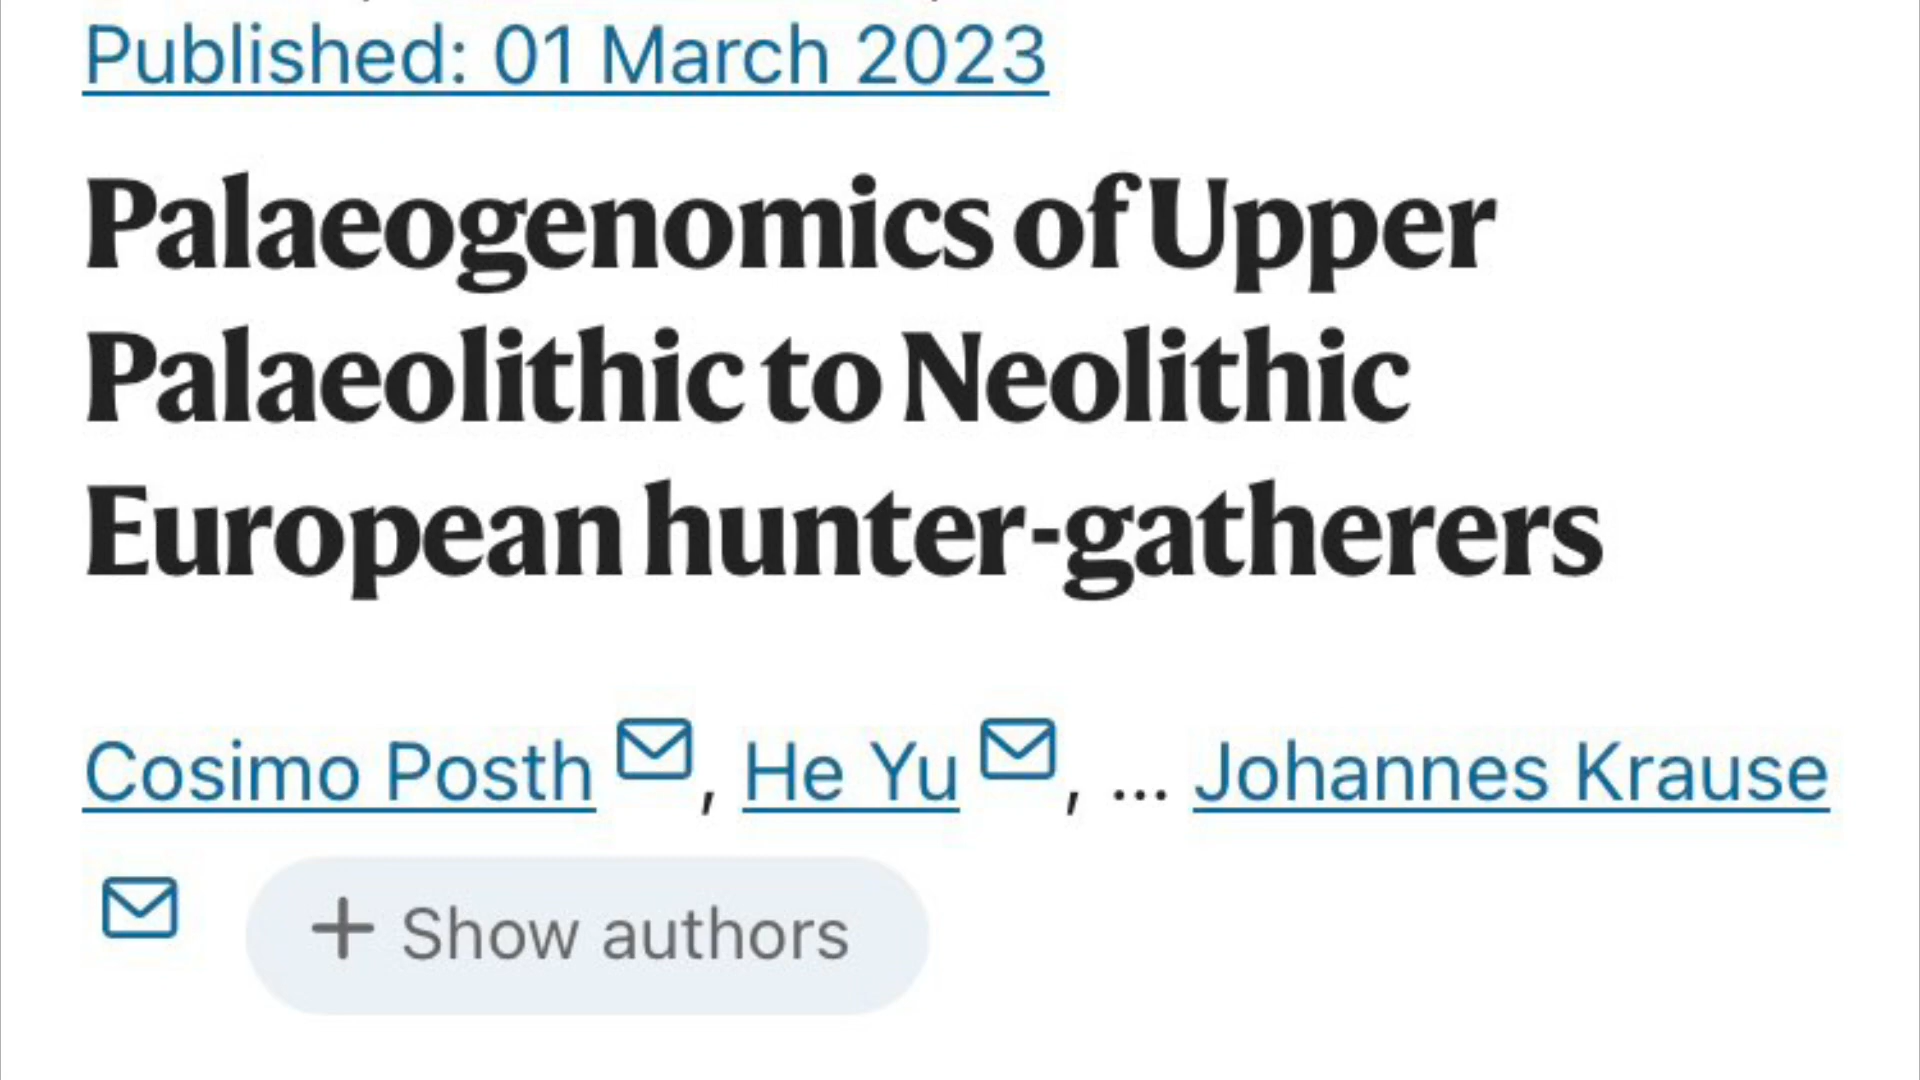 Published: 01 March 2023
Palaeogenomics of Upper
Palaeolithic to Neolithic
European hunter-gatherers
Cosimo Posth, He Yu, ... Johannes Krause
+ Show authors